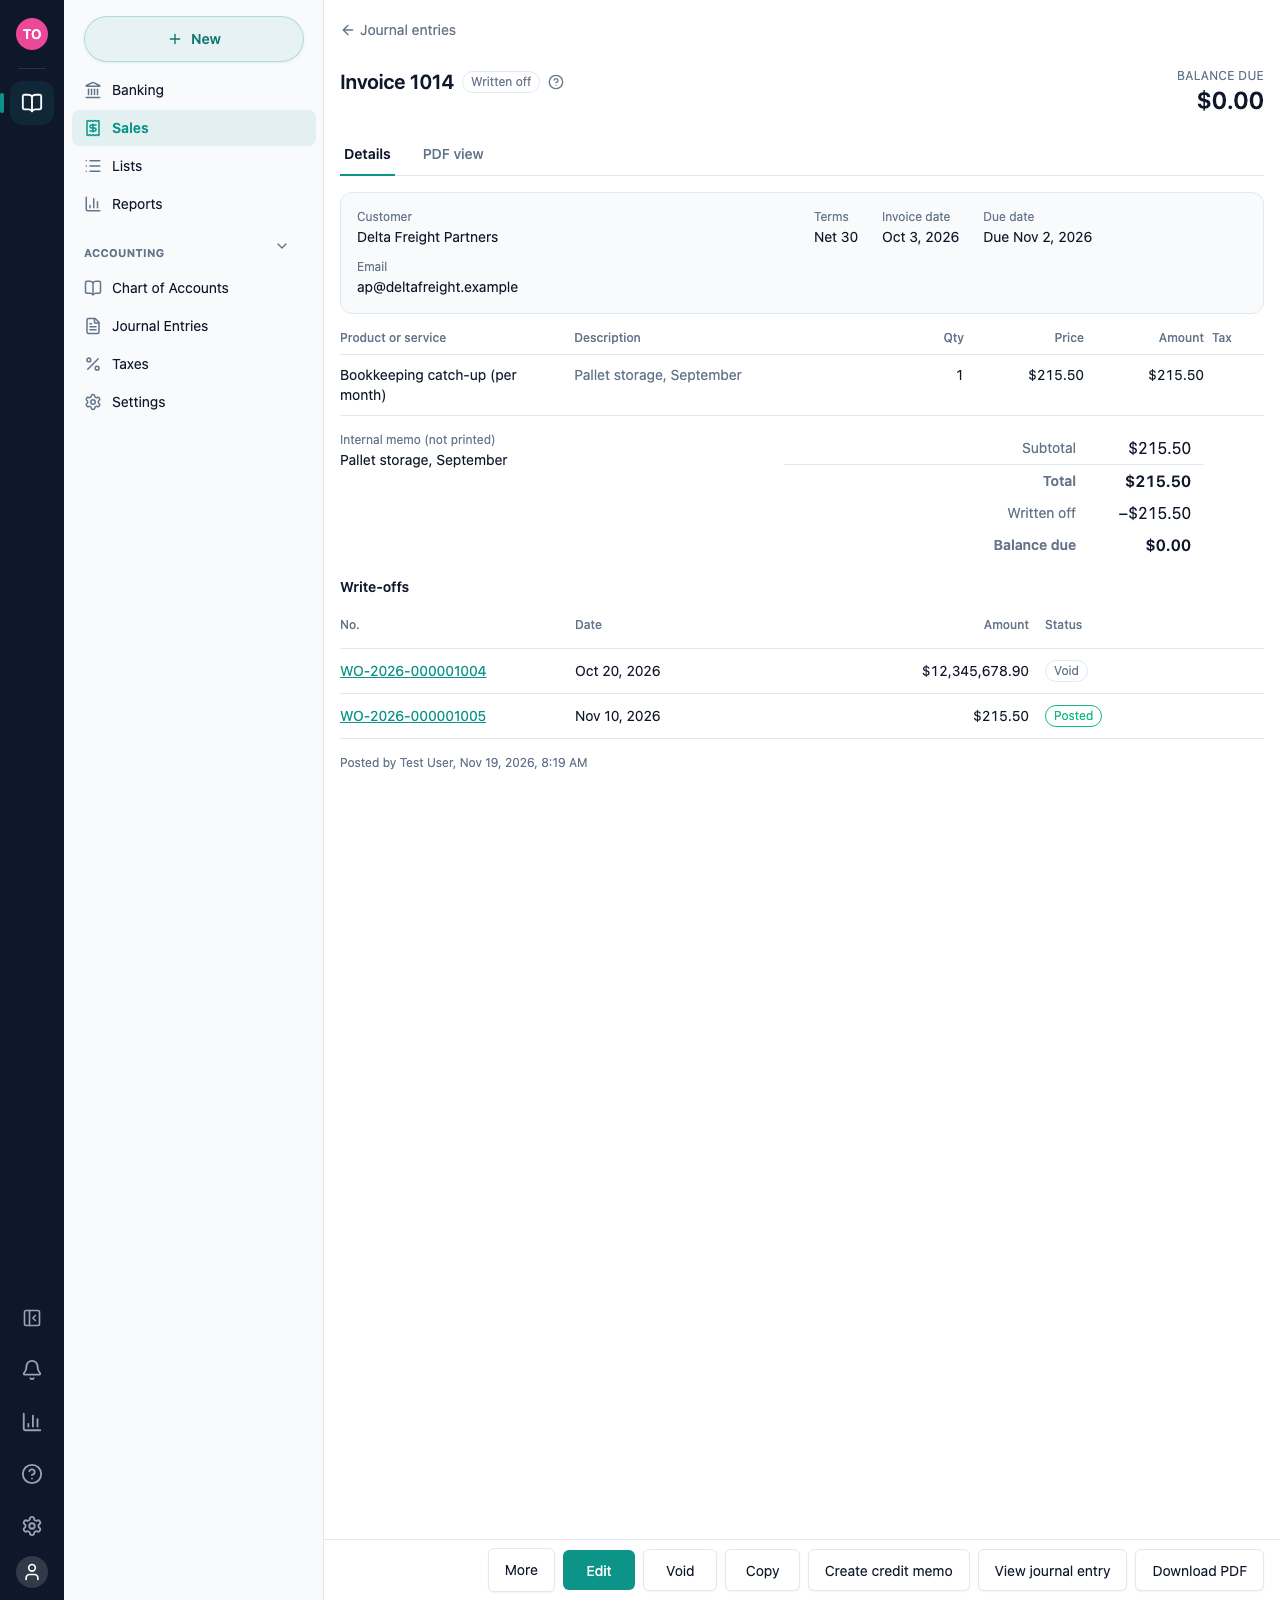 TO
New
Banking
Sales
Lists
Reports
ACCOUNTING
Chart of Accounts
Journal Entries
Taxes
Settings
Journal entries
Invoice 1014 Written off
BALANCE DUE
$0.00
Details PDF view
Customer Terms Invoice date Due date
Delta Freight Partners Net 30 Oct 3, 2026 Due Nov 2, 2026
Email
ap@deltafreight.example
Product or service Description Qty Price Amount Tax
Bookkeeping catch-up (per Pallet storage, September 1 $215.50 $215.50
month)
Internal memo (not printed)
Pallet storage, September
Subtotal $215.50
Total $215.50
Written off –$215.50
Balance due $0.00
Write-offs
No. Date Amount Status
WO-2026-000001004 Oct 20, 2026 $12,345,678.90 Void
WO-2026-000001005 Nov 10, 2026 $215.50 Posted
Posted by Test User, Nov 19, 2026, 8:19 AM
More Edit Void Copy Create credit memo View journal entry Download PDF